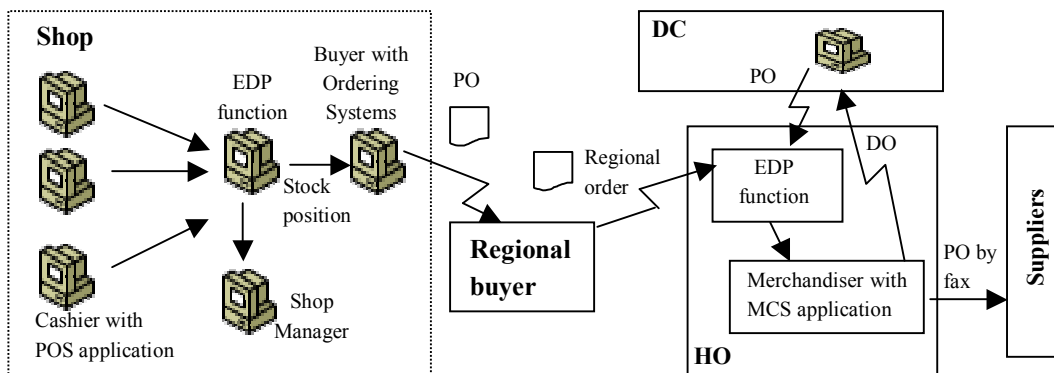 Shop
EDP
function
Buyer with
Ordering
Systems
Stock
position
Shop
Manager
Cashier with
POS application
PO
Regional
buyer
Regional
order
DC
PO
DO
EDP
function
Merchandiser with
MCS application
HO
PO by
fax
Suppliers